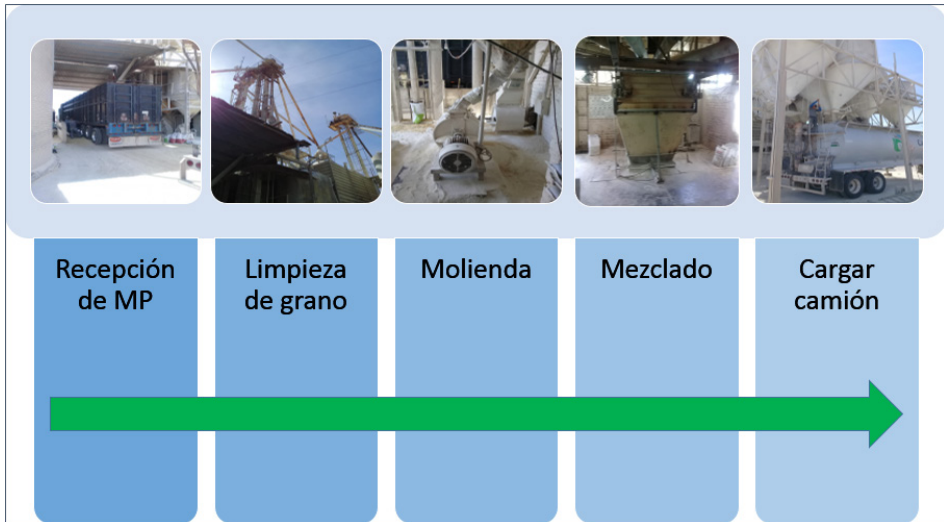 Recepción
de MP
Limpieza
de grano
Molienda
Mezclado
Cargar
camión